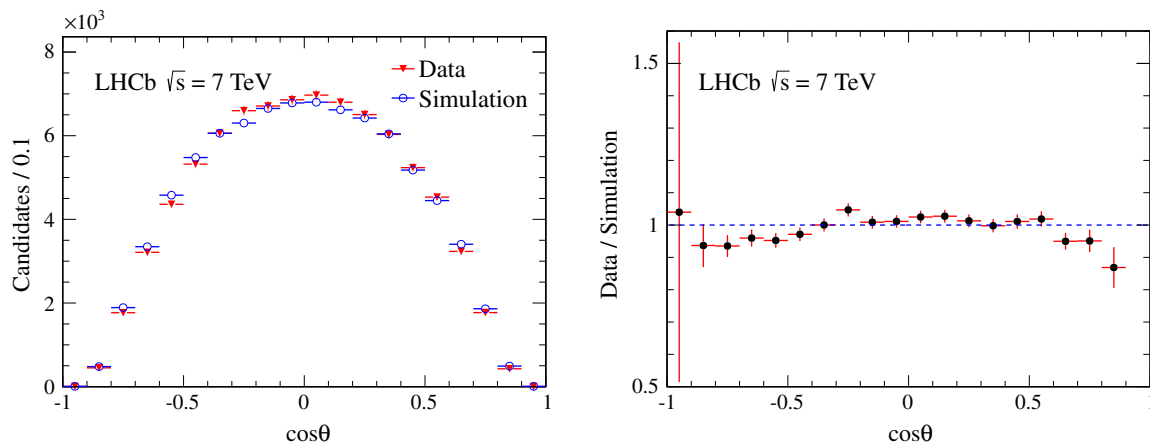 ×10³
8
6
4
2
0
Candidates / 0.1
LHCb √s = 7 TeV
Data
Simulation
-1 -0.5 0 0.5 1
cosθ
1.5
1
0.5
Data / Simulation
LHCb √s = 7 TeV
-1 -0.5 0 0.5 1
cosθ